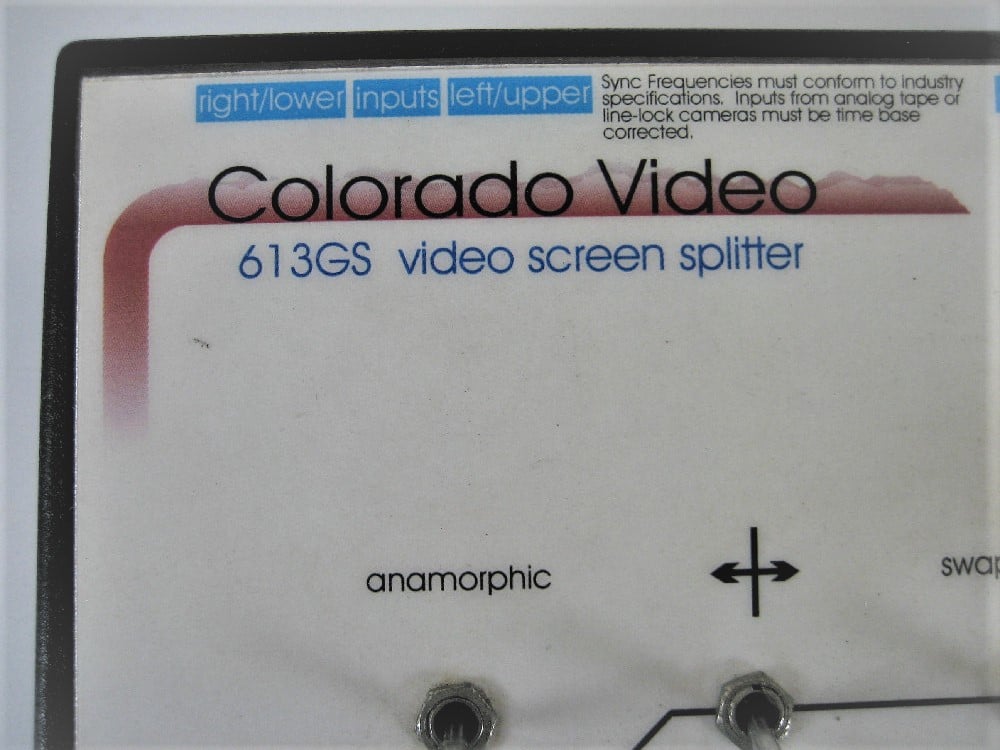 right/lower inputs left/upper
Sync Frequencies must conform to industry
specifications. Inputs from analog tape or
line-lock cameras must be time base
corrected.
Colorado Video
613GS video screen splitter
anamorphic
swap